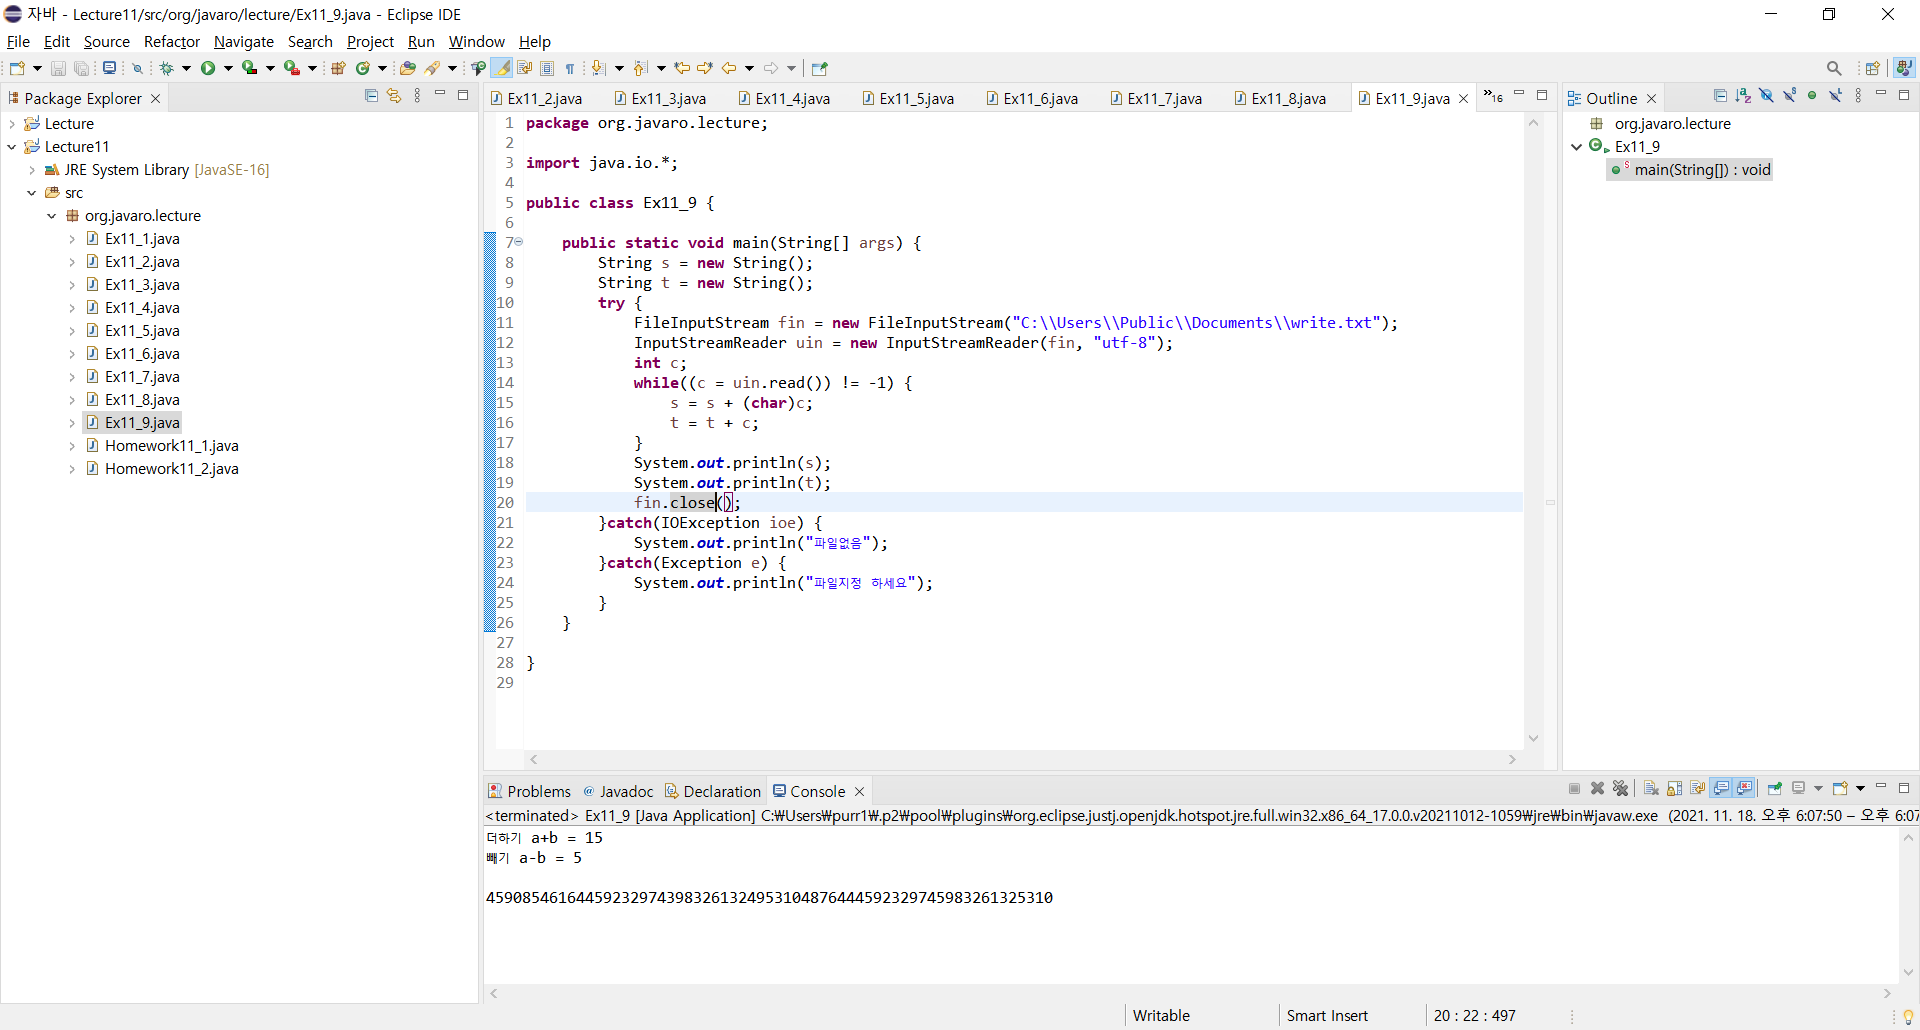 자바 - Lecture11/src/org/javaro/lecture/Ex11_9.java - Eclipse IDE
File Edit Source Refactor Navigate Search Project Run Window Help
Package Explorer
Lecture
Lecture11
JRE System Library [JavaSE-16]
src
org.javaro.lecture
Ex11_1.java
Ex11_2.java
Ex11_3.java
Ex11_4.java
Ex11_5.java
Ex11_6.java
Ex11_7.java
Ex11_8.java
Ex11_9.java
Homework11_1.java
Homework11_2.java
Ex11_2.java Ex11_3.java Ex11_4.java Ex11_5.java Ex11_6.java Ex11_7.java Ex11_8.java Ex11_9.java »16
1 package org.javaro.lecture;
2
3 import java.io.*;
4
5 public class Ex11_9 {
6
7 public static void main(String[] args) {
8 String s = new String();
9 String t = new String();
10 try {
11 FileInputStream fin = new FileInputStream("C:\\Users\\Public\\Documents\\write.txt");
12 InputStreamReader uin = new InputStreamReader(fin, "utf-8");
13 int c;
14 while((c = uin.read()) != -1) {
15 s = s + (char)c;
16 t = t + c;
17 }
18 System.out.println(s);
19 System.out.println(t);
20 fin.close();
21 }catch(IOException ioe) {
22 System.out.println("파일없음");
23 }catch(Exception e) {
24 System.out.println("파일지정 하세요");
25 }
26 }
27
28 }
29
Outline
org.javaro.lecture
Ex11_9
main(String[]) : void
Problems Javadoc Declaration Console
<terminated> Ex11_9 [Java Application] C:₩Users₩purr1₩.p2₩pool₩plugins₩org.eclipse.justj.openjdk.hotspot.jre.full.win32.x86_64_17.0.0.v20211012-1059₩jre₩bin₩javaw.exe (2021. 11. 18. 오후 6:07:50 – 오후 6:07
더하기 a+b = 15
빼기 a-b = 5
459085461644592329743983261324953104876444592329745983261325310
Writable Smart Insert 20 : 22 : 497